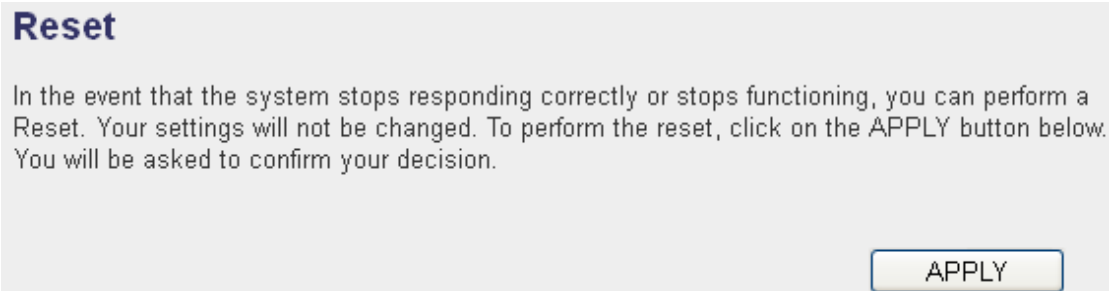 Reset
In the event that the system stops responding correctly or stops functioning, you can perform a
Reset. Your settings will not be changed. To perform the reset, click on the APPLY button below.
You will be asked to confirm your decision.
APPLY